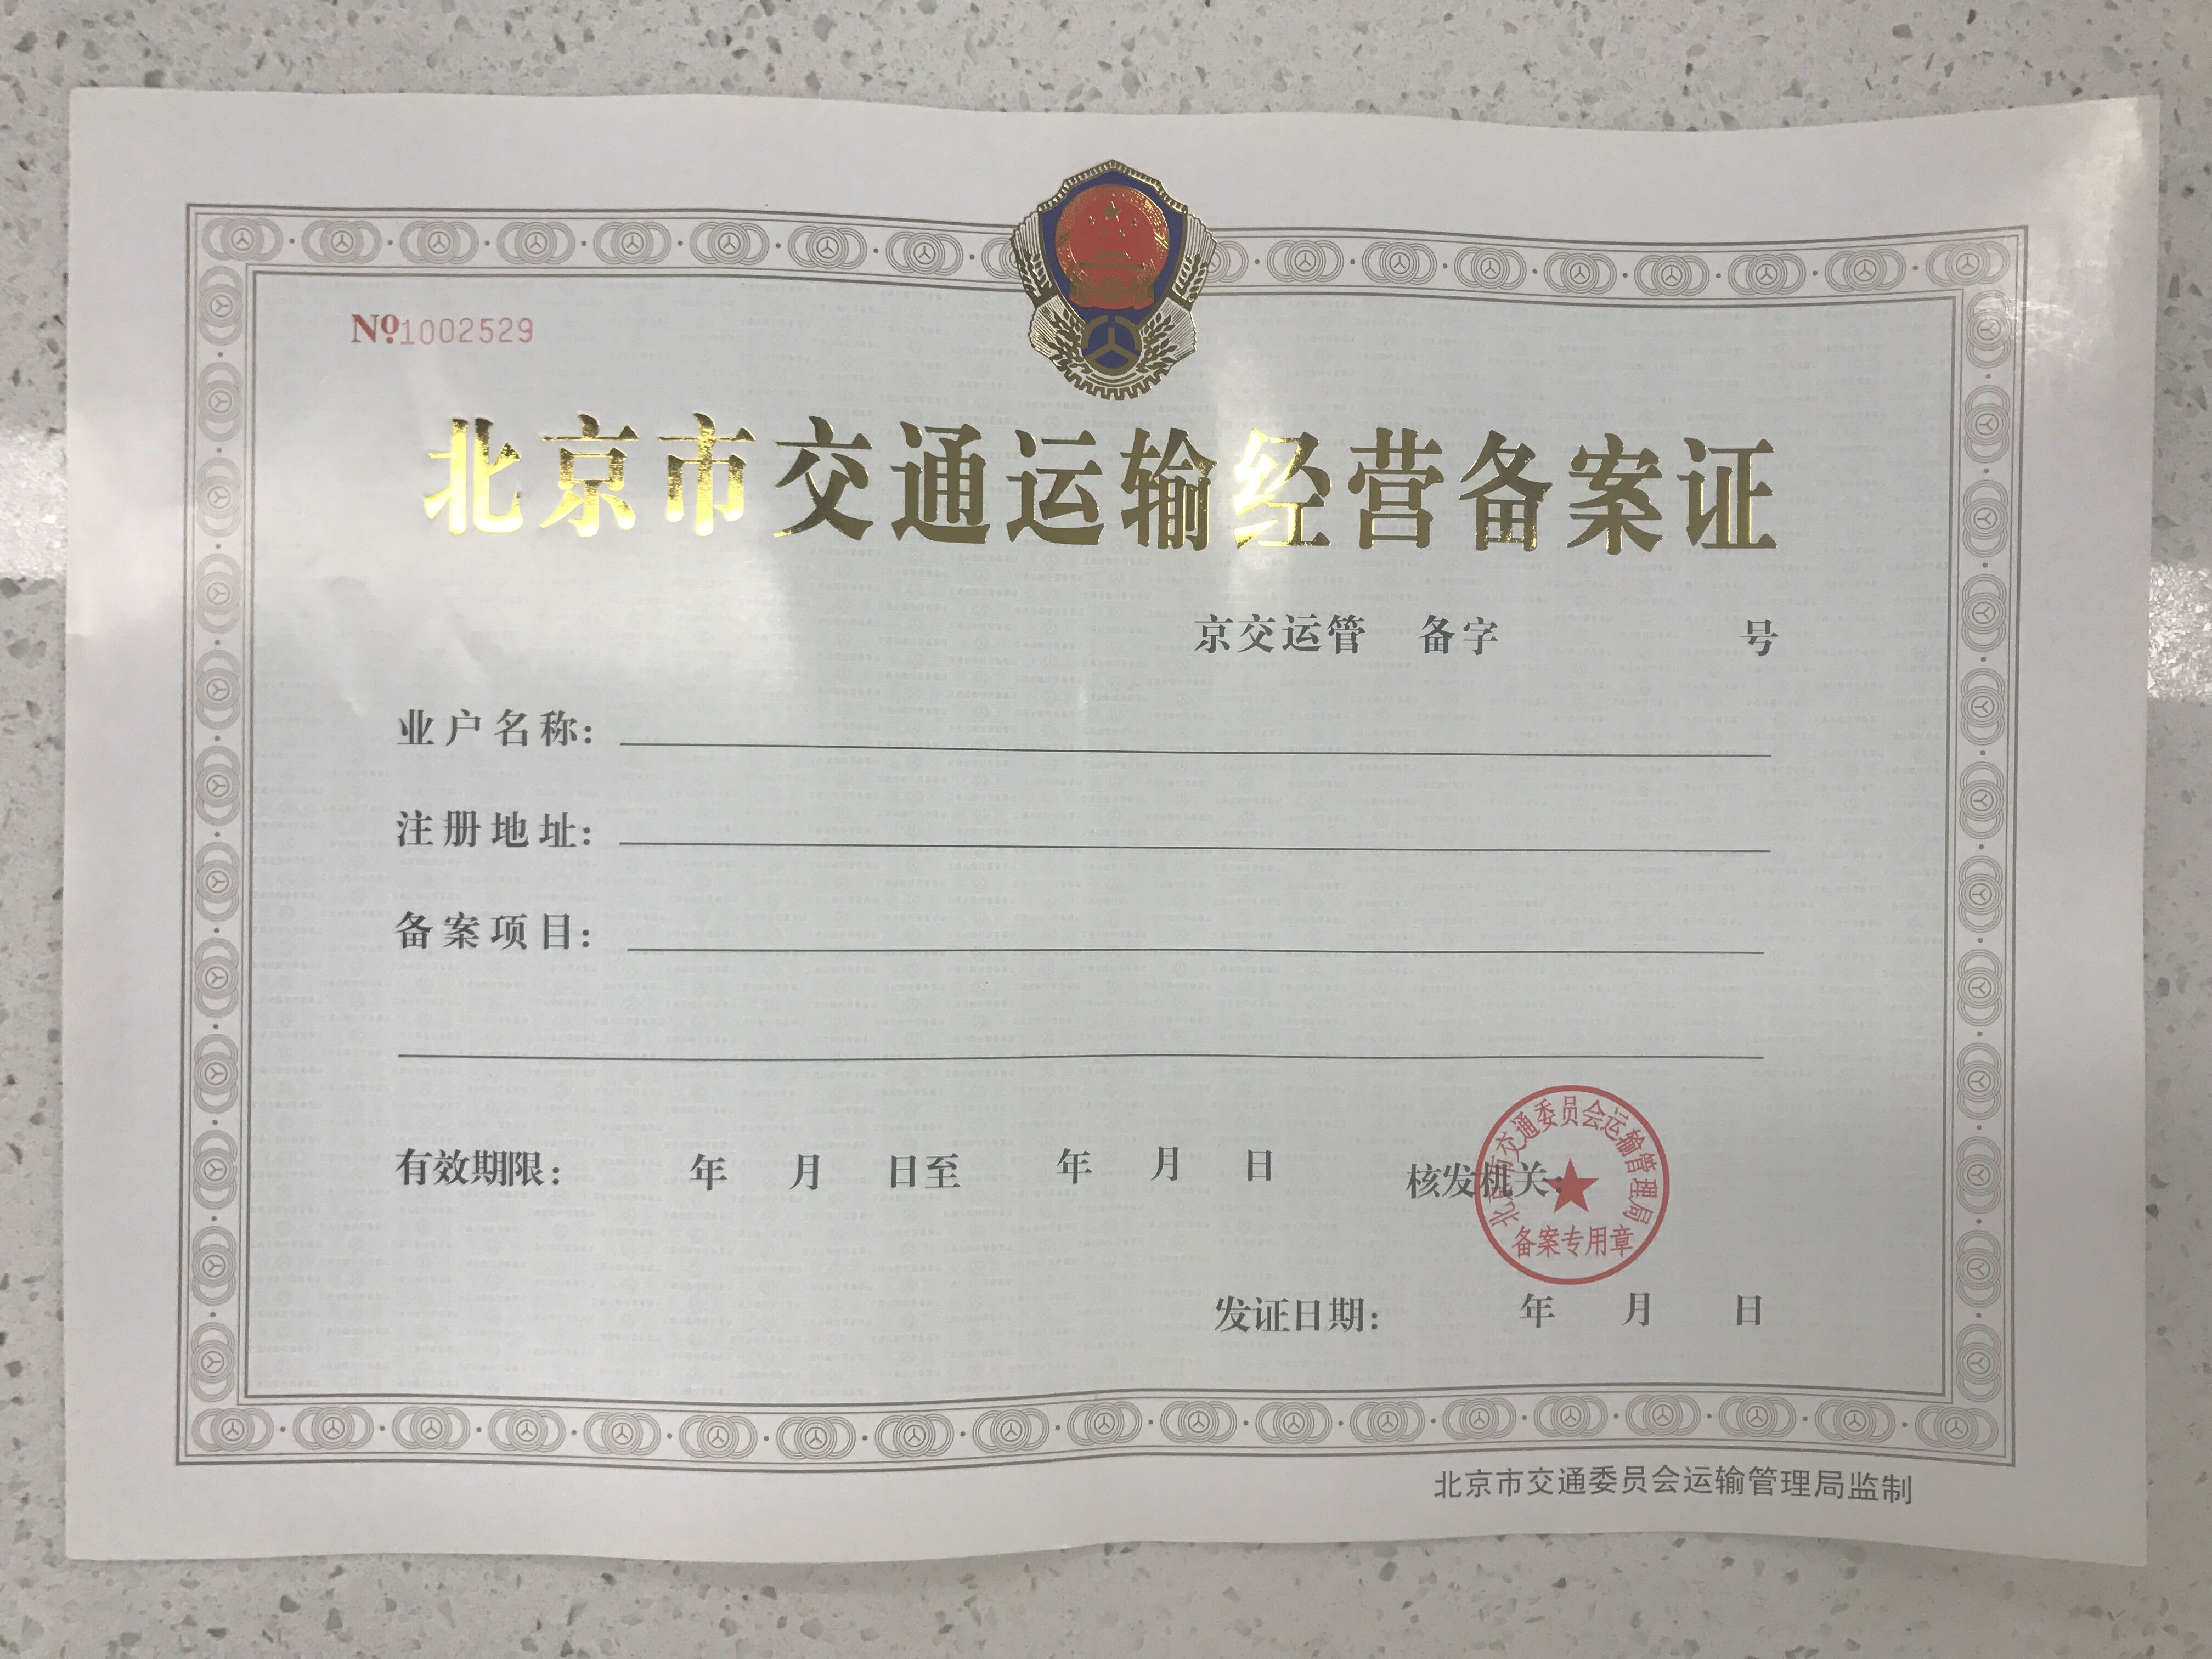 №1002529
北京市交通运输经营备案证
京交运管 备字 号
业户名称:
注册地址:
备案项目:
有效期限: 年 月 日至 年 月 日
核发机关:
北京市交通委员会运输管理局
备案专用章
发证日期: 年 月 日
北京市交通委员会运输管理局监制